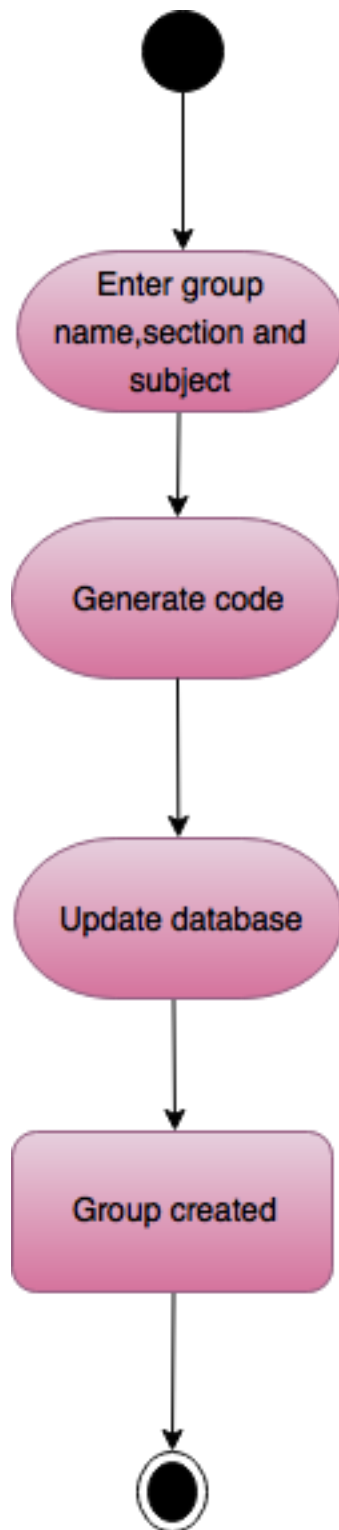 Enter group
name,section and
subject
Generate code
Update database
Group created